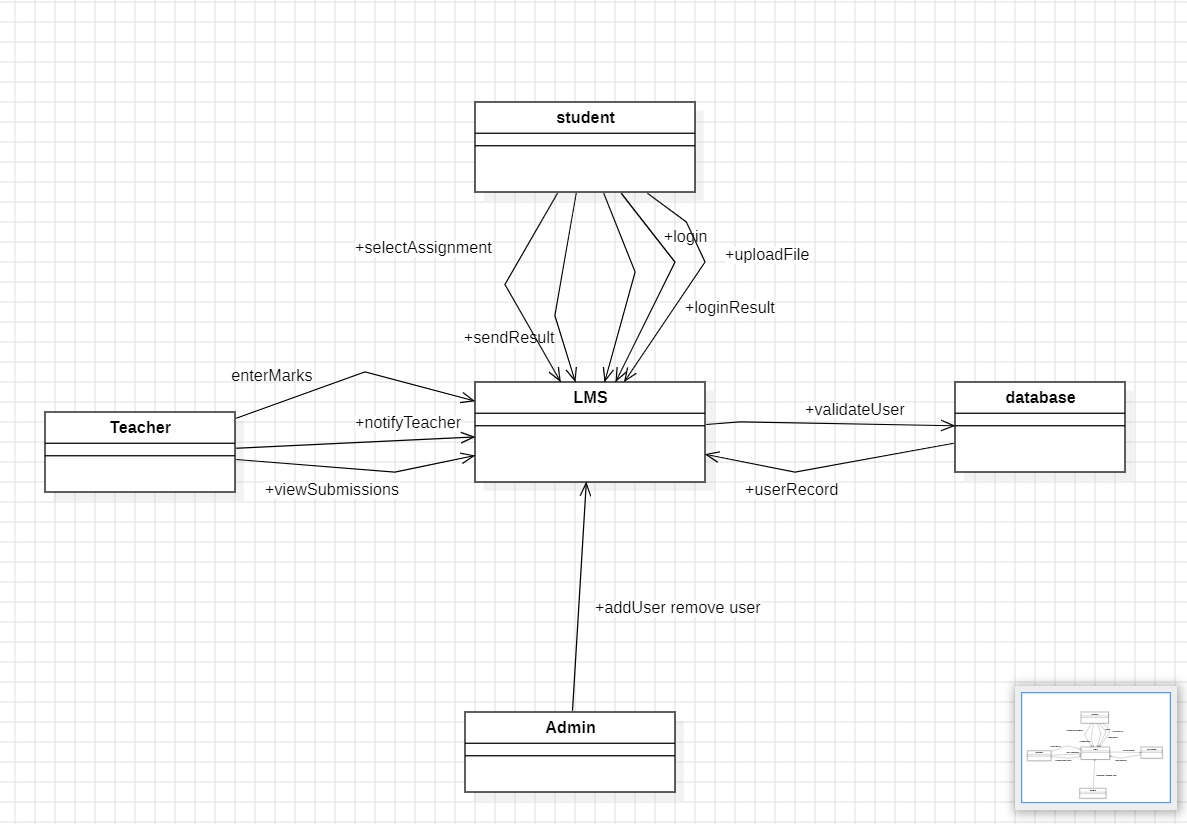 student
+selectAssignment
+login
+uploadFile
+loginResult
+sendResult
enterMarks
LMS
database
Teacher
+notifyTeacher
+validateUser
+viewSubmissions
+userRecord
+addUser remove user
Admin